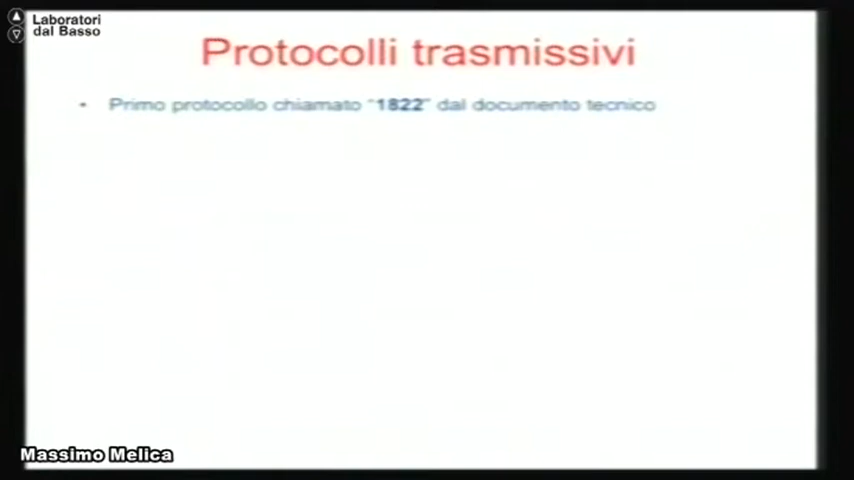 Laboratori
dal Basso
Protocolli trasmissivi
• Primo protocollo chiamato “1822” dal documento tecnico
Massimo Melica